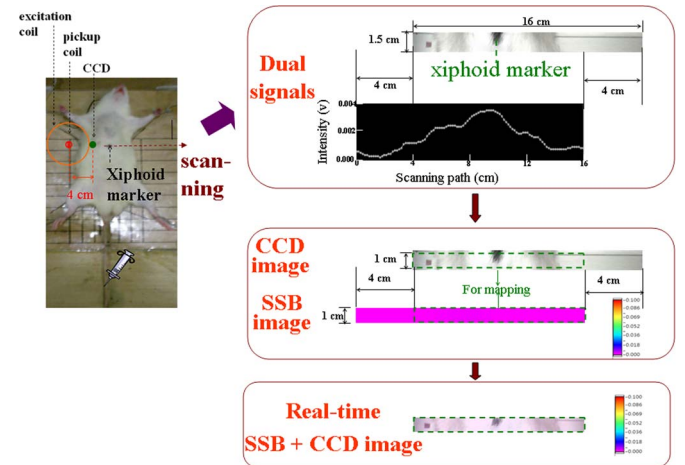 excitation
coil
pickup
coil
CCD
Xiphoid
marker
4 cm
scan-
ning
Dual
signals
16 cm
1.5 cm
4 cm
xiphoid marker
4 cm
Intensity (v)
0.004
0.002
0.000
0
4
8
12
16
Scanning path (cm)
CCD
image
1 cm
4 cm
For mapping
4 cm
SSB
image
1 cm
0.100
0.086
0.069
0.052
0.036
0.018
0.000
Real-time
SSB + CCD image
0.100
0.086
0.069
0.052
0.036
0.018
0.000